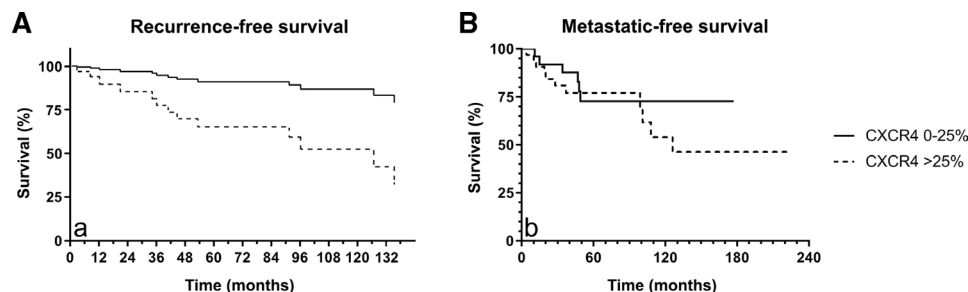 A
Recurrence-free survival
Survival (%)
100
75
50
25
0
a
0 12 24 36 48 60 72 84 96 108 120 132
Time (months)
B
Metastatic-free survival
Survival (%)
100
75
50
25
0
b
0 60 120 180 240
Time (months)
CXCR4 0-25%
CXCR4 >25%